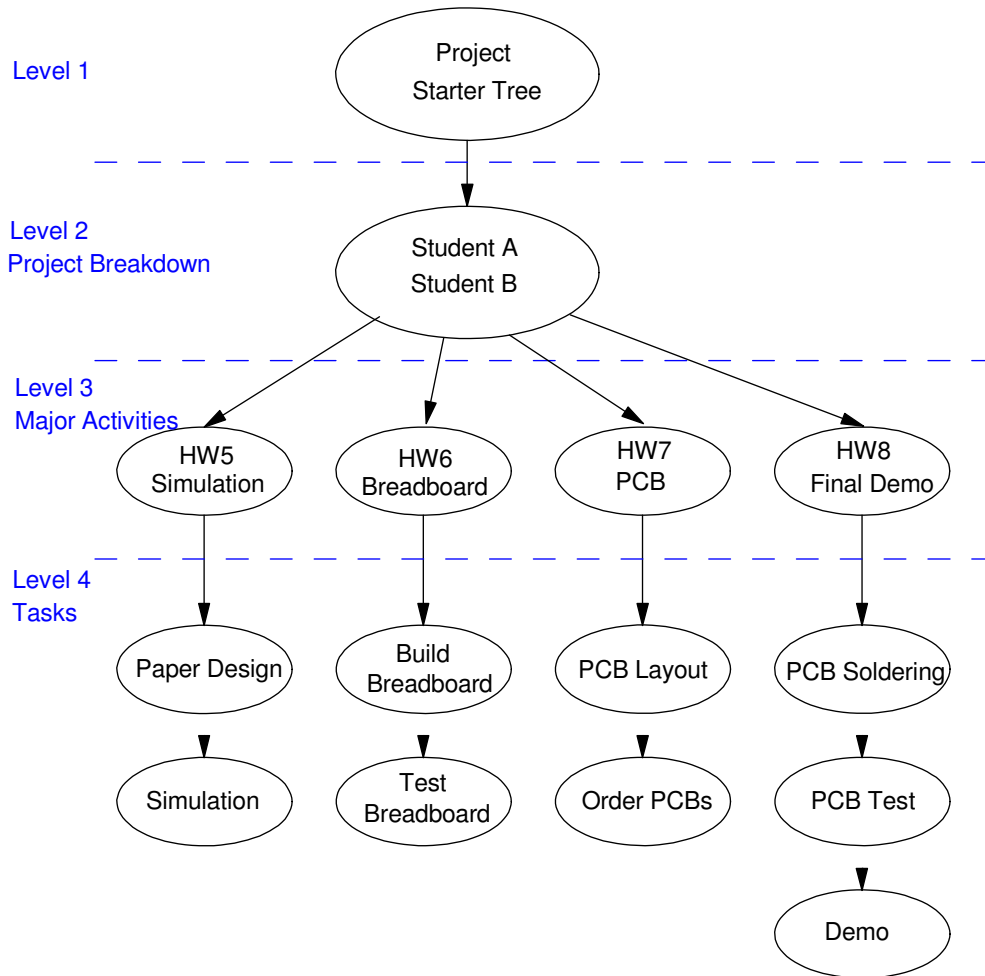 Level 1
Project
Starter Tree
Level 2
Project Breakdown
Student A
Student B
Level 3
Major Activities
HW5
Simulation
HW6
Breadboard
HW7
PCB
HW8
Final Demo
Level 4
Tasks
Paper Design
Build
Breadboard
PCB Layout
PCB Soldering
Simulation
Test
Breadboard
Order PCBs
PCB Test
Demo